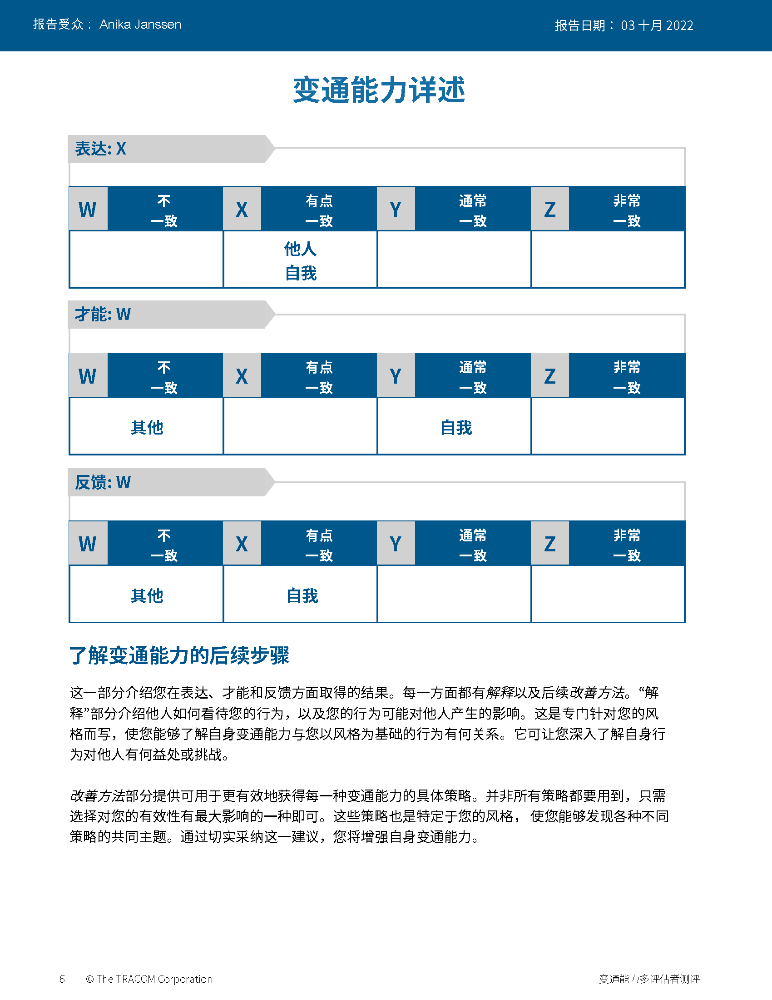 报告受众： Anika Janssen
报告日期： 03 十月 2022
变通能力详述
表达: X
W 不一致 X 有点一致 Y 通常一致 Z 非常一致
他人
自我
才能: W
W 不一致 X 有点一致 Y 通常一致 Z 非常一致
其他 自我
反馈: W
W 不一致 X 有点一致 Y 通常一致 Z 非常一致
其他 自我
了解变通能力的后续步骤
这一部分介绍您在表达、才能和反馈方面取得的结果。每一方面都有解释以及后续改善方法。“解
释”部分介绍他人如何看待您的行为，以及您的行为可能对他人产生的影响。这是专门针对您的风
格而写，使您能够了解自身变通能力与您以风格为基础的行为有何关系。它可让您深入了解自身行
为对他人有何益处或挑战。
改善方法部分提供可用于更有效地获得每一种变通能力的具体策略。并非所有策略都要用到，只需
选择对您的有效性有最大影响的一种即可。这些策略也是特定于您的风格， 使您能够发现各种不同
策略的共同主题。通过切实采纳这一建议，您将增强自身变通能力。
6 © The TRACOM Corporation
变通能力多评估者测评